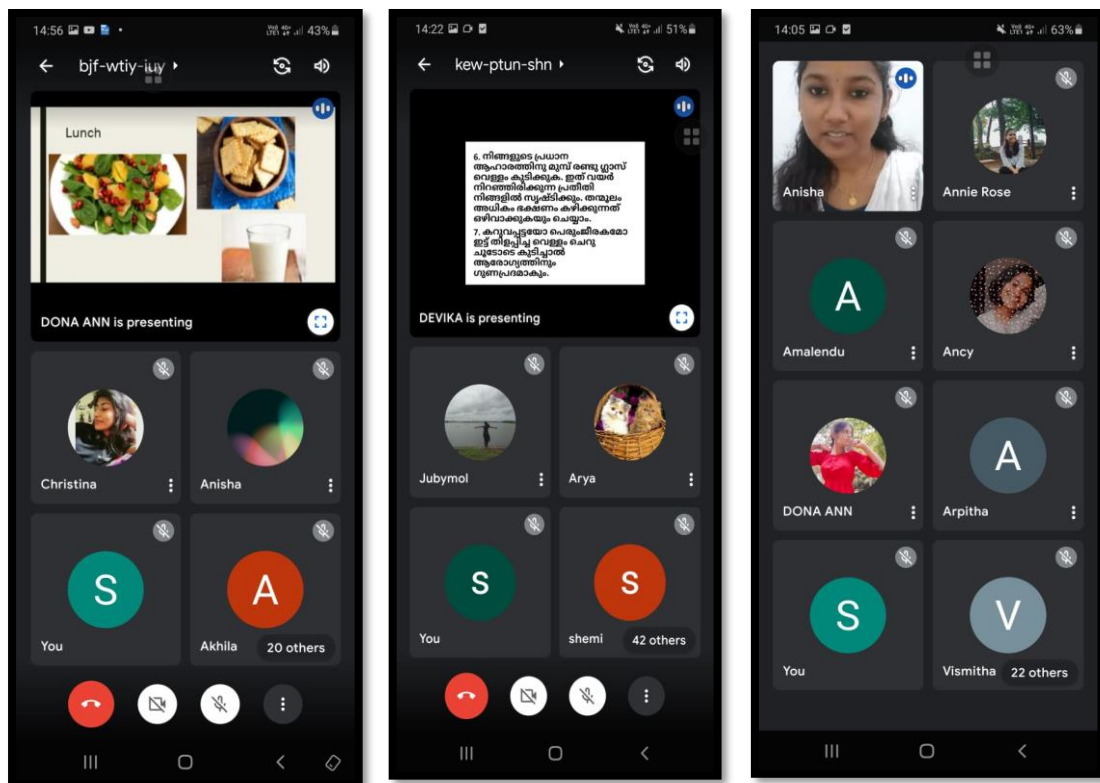 14:56
43%
bjf-wtiy-iuy
Lunch
DONA ANN is presenting
Christina
Anisha
S
A
You
Akhila
20 others
14:22
51%
kew-ptun-shn
6. നിങ്ങളുടെ പ്രധാന
ആഹാരത്തിനു മുമ്പ് രണ്ടു ഗ്ലാസ്
വെള്ളം കുടിക്കുക. ഇത് വയർ
നിറഞ്ഞിരിക്കുന്ന പ്രതീതി
നിങ്ങളിൽ സൃഷ്ടിക്കും. തന്മൂലം
അധികം ഭക്ഷണം കഴിക്കുന്നത്
ഒഴിവാക്കുകയും ചെയ്യാം.
7. കറുവപ്പട്ടയോ പെരുംജീരകമോ
ഇട്ട് തിളപ്പിച്ച വെള്ളം ചെറു
ചൂടോടെ കുടിച്ചാൽ
ആരോഗ്യത്തിനും
ഗുണപ്രദമാകും.
DEVIKA is presenting
Jubymol
Arya
S
S
You
shemi
42 others
14:05
63%
Anisha
Annie Rose
A
Amalendu
Ancy
DONA ANN
A
Arpitha
S
V
You
Vismitha
22 others